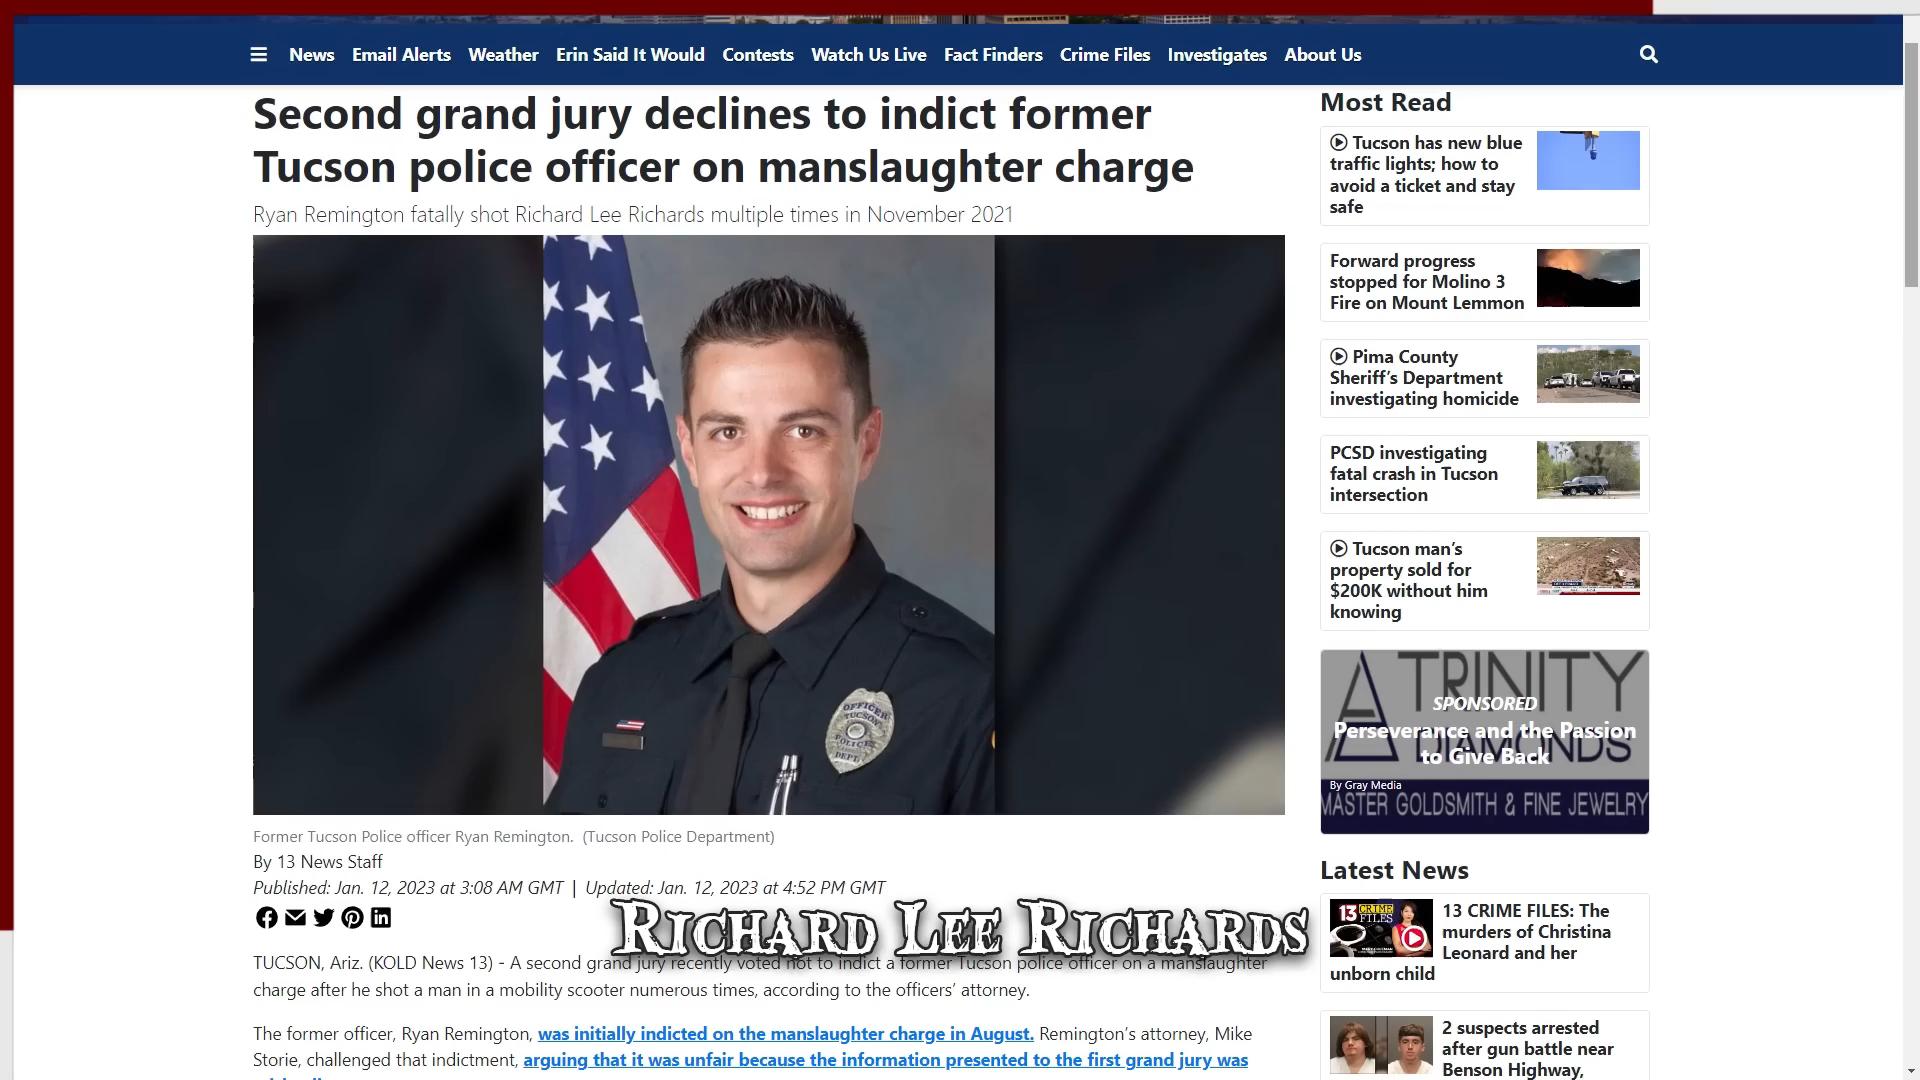 News Email Alerts Weather Erin Said It Would Contests Watch Us Live Fact Finders Crime Files Investigates About Us
Second grand jury declines to indict former
Tucson police officer on manslaughter charge
Ryan Remington fatally shot Richard Lee Richards multiple times in November 2021
OFFICER
TUCSON
POLICE
DEPT.
Former Tucson Police officer Ryan Remington. (Tucson Police Department)
By 13 News Staff
Published: Jan. 12, 2023 at 3:08 AM GMT | Updated: Jan. 12, 2023 at 4:52 PM GMT
Richard Lee Richards
TUCSON, Ariz. (KOLD News 13) - A second grand jury recently voted not to indict a former Tucson police officer on a manslaughter
charge after he shot a man in a mobility scooter numerous times, according to the officers’ attorney.
The former officer, Ryan Remington, was initially indicted on the manslaughter charge in August. Remington’s attorney, Mike
Storie, challenged that indictment, arguing that it was unfair because the information presented to the first grand jury was
Most Read
Tucson has new blue
traffic lights; how to
avoid a ticket and stay
safe
Forward progress
stopped for Molino 3
Fire on Mount Lemmon
Pima County
Sheriff’s Department
investigating homicide
PCSD investigating
fatal crash in Tucson
intersection
Tucson man’s
property sold for
$200K without him
knowing
TRINITY
DIAMONDS
SPONSORED
Perseverance and the Passion
to Give Back
By Gray Media
MASTER GOLDSMITH & FINE JEWELRY
Latest News
13 CRIME
FILES
13 CRIME FILES: The
murders of Christina
Leonard and her
unborn child
2 suspects arrested
after gun battle near
Benson Highway,